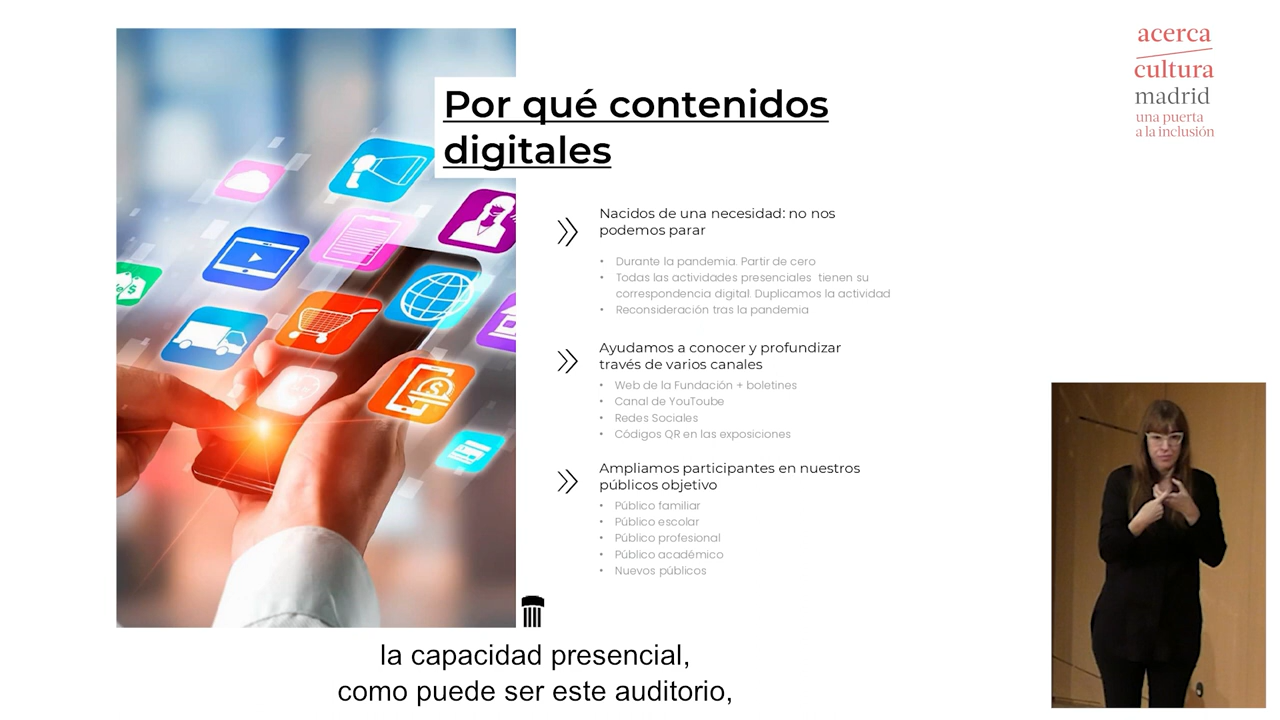 acerca
cultura
madrid
una puerta
a la inclusión
Por qué contenidos
digitales
Nacidos de una necesidad: no nos
podemos parar
• Durante la pandemia. Partir de cero
• Todas las actividades presenciales tienen su
correspondencia digital. Duplicamos la actividad
• Reconsideración tras la pandemia
Ayudamos a conocer y profundizar
través de varios canales
• Web de la Fundación + boletines
• Canal de YouToube
• Redes Sociales
• Códigos QR en las exposiciones
Ampliamos participantes en nuestros
públicos objetivo
• Público familiar
• Público escolar
• Público profesional
• Público académico
• Nuevos públicos
la capacidad presencial,
como puede ser este auditorio,